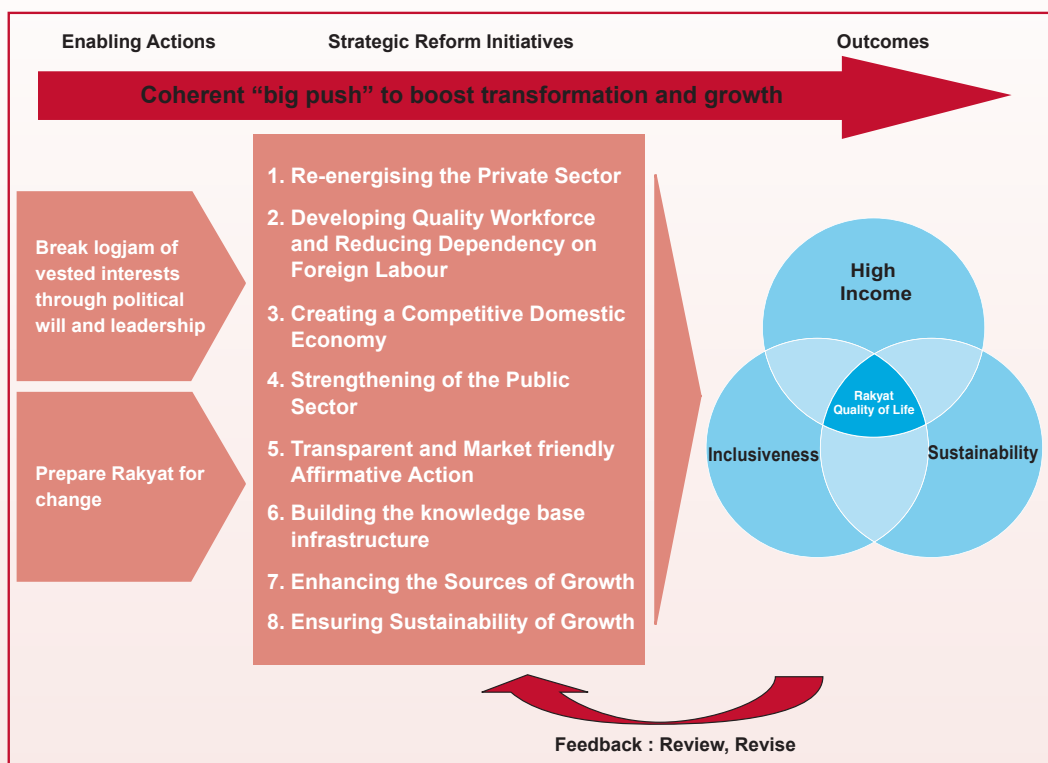 Enabling Actions
Strategic Reform Initiatives
Outcomes
Coherent “big push” to boost transformation and growth
Break logjam of
vested interests
through political
will and leadership
Prepare Rakyat for
change
1. Re-energising the Private Sector
2. Developing Quality Workforce
and Reducing Dependency on
Foreign Labour
3. Creating a Competitive Domestic
Economy
4. Strengthening of the Public
Sector
5. Transparent and Market friendly
Affirmative Action
6. Building the knowledge base
infrastructure
7. Enhancing the Sources of Growth
8. Ensuring Sustainability of Growth
High
Income
Rakyat
Quality of Life
Inclusiveness
Sustainability
Feedback : Review, Revise